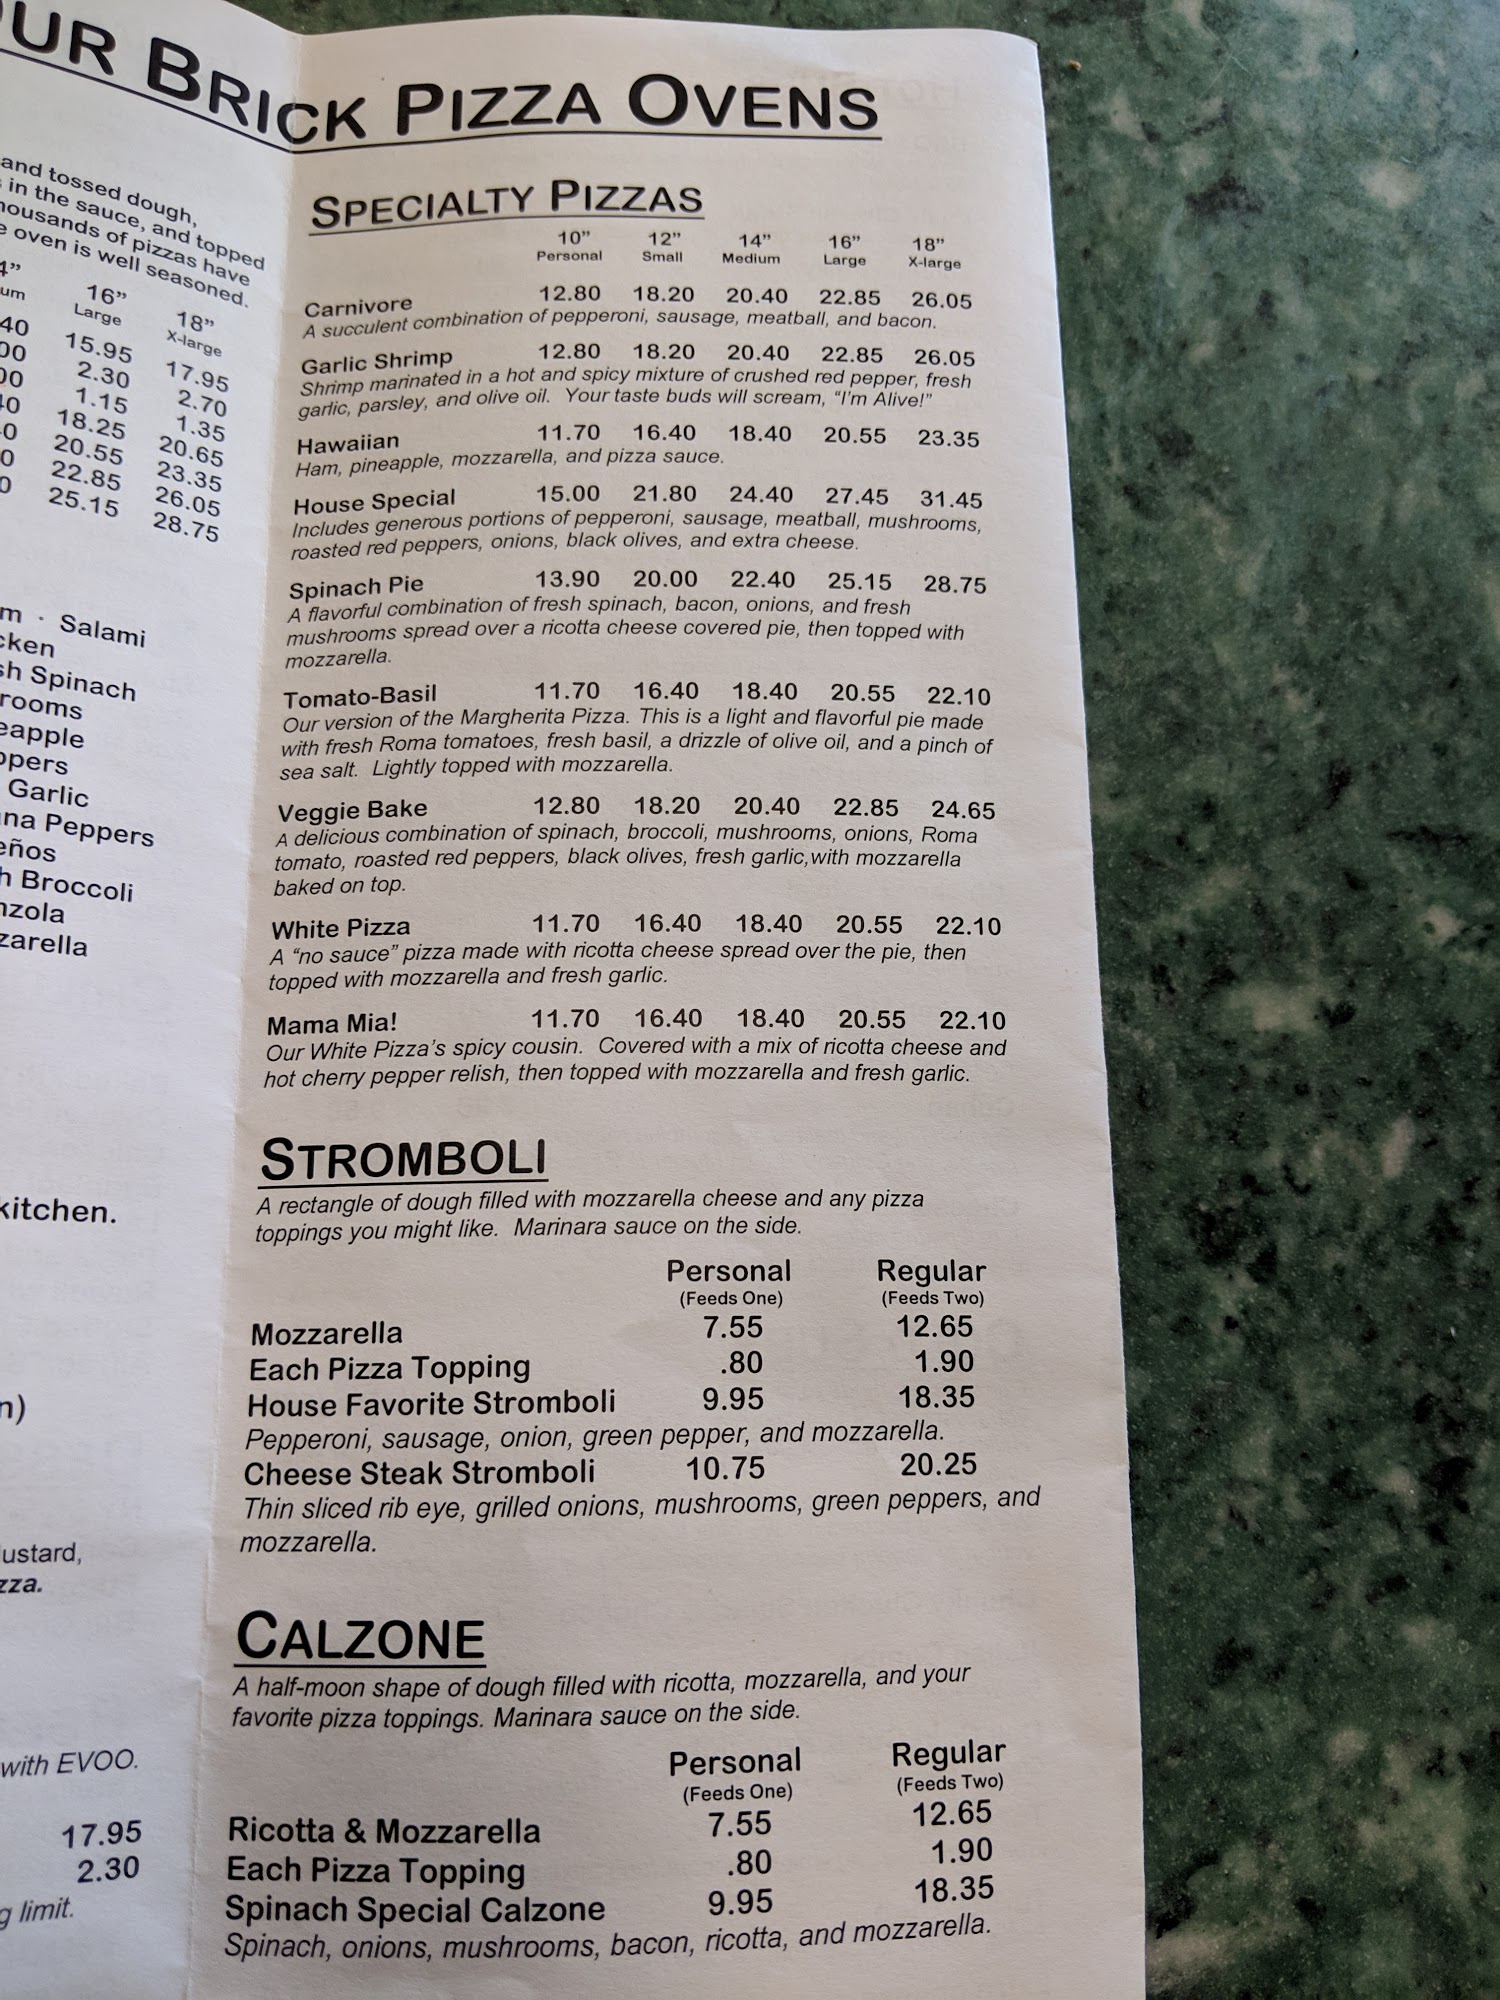 UR BRICK PIZZA OVENS
and tossed dough,
in the sauce, and topped
of pizzas have
oven is well seasoned.
16" 18"
Large X-large
40 15.95 17.95
00 2.30 2.70
00 1.15 1.35
18.25 20.65
20.55 23.35
22.85 26.05
25.15 28.75
Salami
Spinach
Garlic
Peppers
Broccoli
kitchen.
with EVOO.
17.95
2.30
limit.
SPECIALTY PIZZAS
10" 12" 14" 16" 18"
Personal Small Medium Large X-large
Carnivore 12.80 18.20 20.40 22.85 26.05
A succulent combination of pepperoni, sausage, meatball, and bacon.
Garlic Shrimp 12.80 18.20 20.40 22.85 26.05
Shrimp marinated in a hot and spicy mixture of crushed red pepper, fresh
garlic, parsley, and olive oil. Your taste buds will scream, "I'm Alive!"
Hawaiian 11.70 16.40 18.40 20.55 23.35
Ham, pineapple, mozzarella, and pizza sauce.
House Special 15.00 21.80 24.40 27.45 31.45
Includes generous portions of pepperoni, sausage, meatball, mushrooms,
roasted red peppers, onions, black olives, and extra cheese.
Spinach Pie 13.90 20.00 22.40 25.15 28.75
A flavorful combination of fresh spinach, bacon, onions, and fresh
mushrooms spread over a ricotta cheese covered pie, then topped with
mozzarella.
Tomato-Basil 11.70 16.40 18.40 20.55 22.10
Our version of the Margherita Pizza. This is a light and flavorful pie made
with fresh Roma tomatoes, fresh basil, a drizzle of olive oil, and a pinch of
sea salt. Lightly topped with mozzarella.
Veggie Bake 12.80 18.20 20.40 22.85 24.65
A delicious combination of spinach, broccoli, mushrooms, onions, Roma
tomato, roasted red peppers, black olives, fresh garlic,with mozzarella
baked on top.
White Pizza 11.70 16.40 18.40 20.55 22.10
A "no sauce" pizza made with ricotta cheese spread over the pie, then
topped with mozzarella and fresh garlic.
Mama Mia! 11.70 16.40 18.40 20.55 22.10
Our White Pizza's spicy cousin. Covered with a mix of ricotta cheese and
hot cherry pepper relish, then topped with mozzarella and fresh garlic.
STROMBOLI
A rectangle of dough filled with mozzarella cheese and any pizza
toppings you might like. Marinara sauce on the side.
Personal Regular
(Feeds One) (Feeds Two)
Mozzarella 7.55 12.65
Each Pizza Topping .80 1.90
House Favorite Stromboli 9.95 18.35
Pepperoni, sausage, onion, green pepper, and mozzarella.
Cheese Steak Stromboli 10.75 20.25
Thin sliced rib eye, grilled onions, mushrooms, green peppers, and
mozzarella.
CALZONE
A half-moon shape of dough filled with ricotta, mozzarella, and your
favorite pizza toppings. Marinara sauce on the side.
Personal Regular
(Feeds One) (Feeds Two)
Ricotta & Mozzarella 7.55 12.65
Each Pizza Topping .80 1.90
Spinach Special Calzone 9.95 18.35
Spinach, onions, mushrooms, bacon, ricotta, and mozzarella.